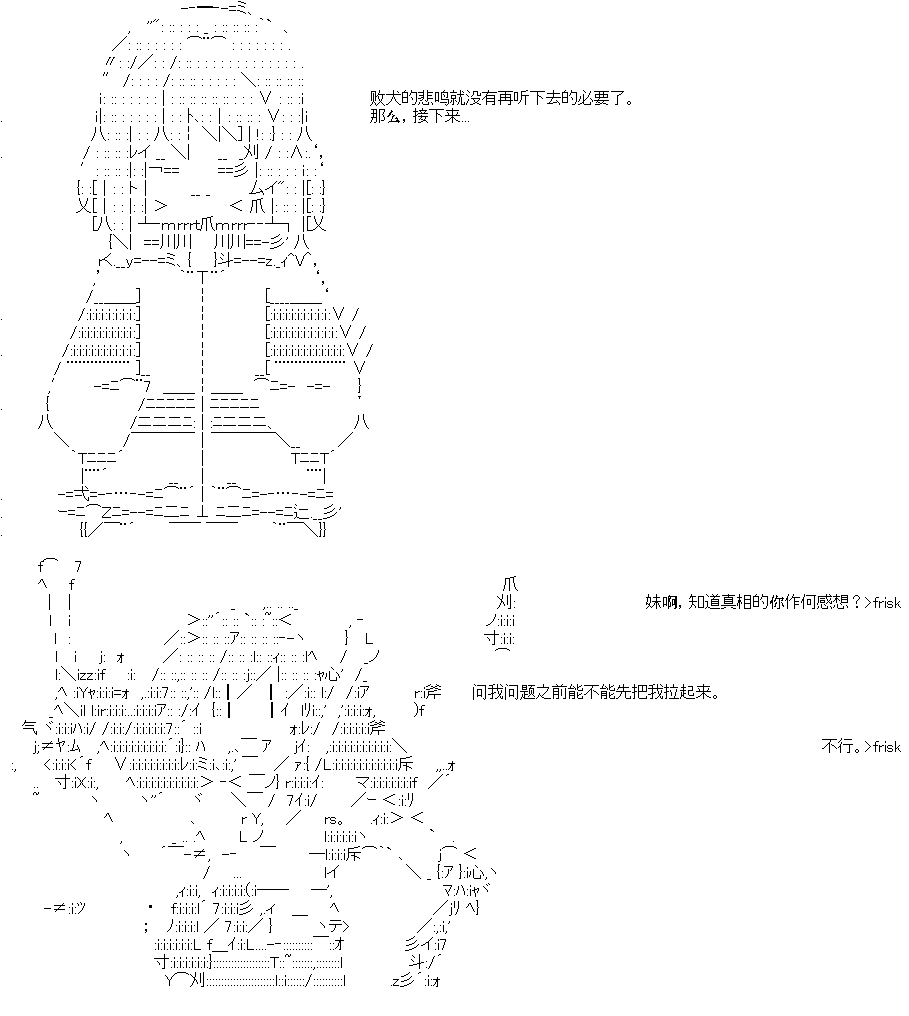 败犬的悲鸣就没有再听下去的必要了。
那么，接下来...
妹啊，知道真相的你作何感想？>frisk
问我问题之前能不能先把我拉起来。
不行。>frisk